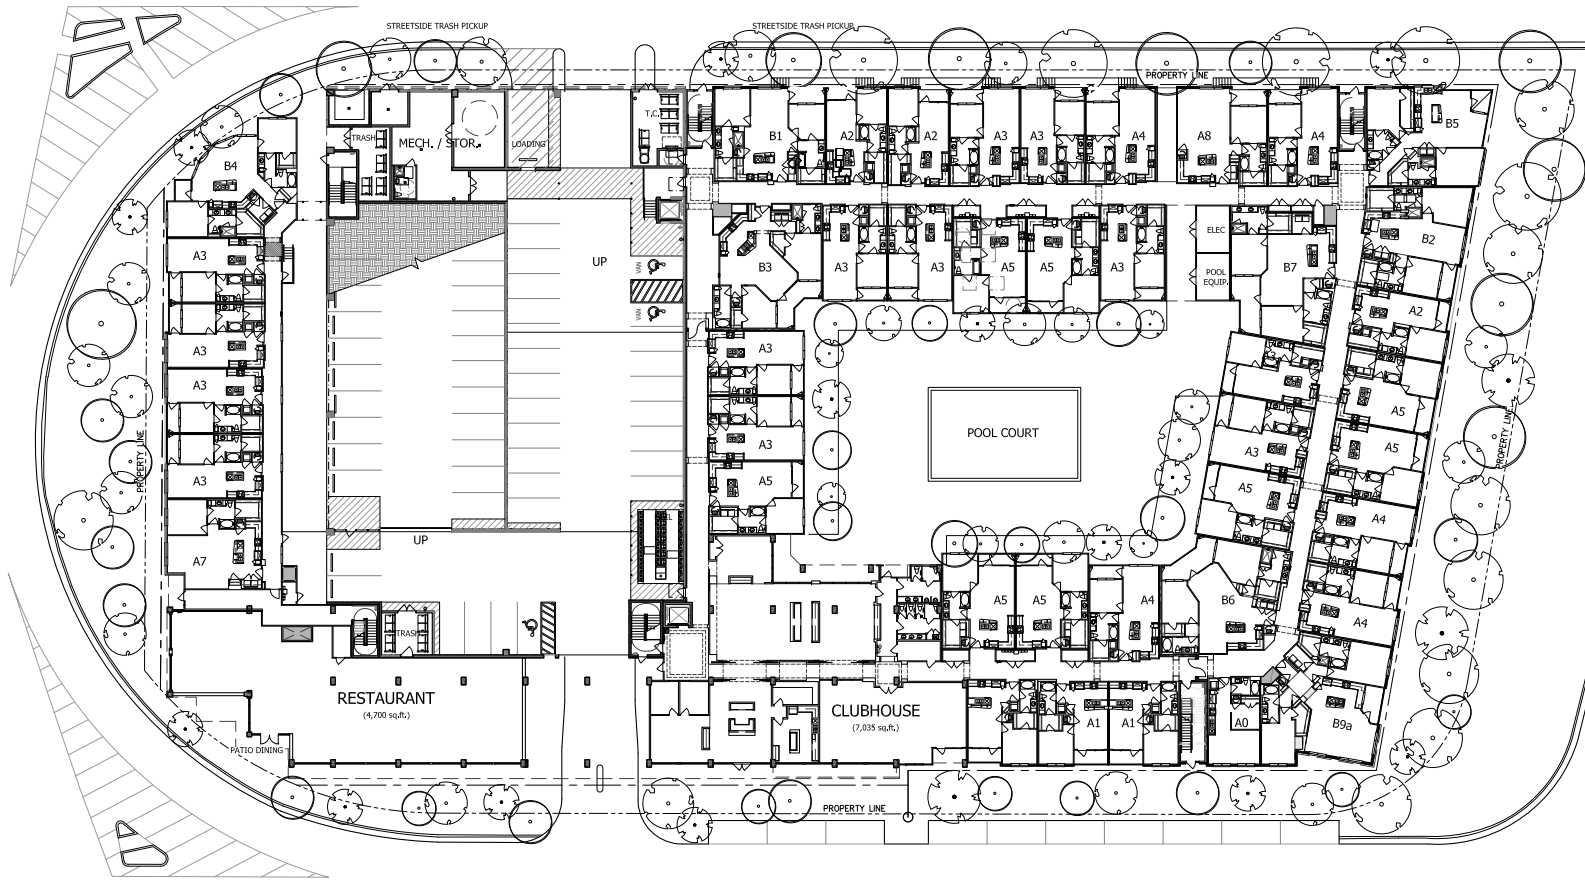 STREETSIDE TRASH PICKUP
STREETSIDE TRASH PICKUP
PROPERTY LINE
T.C.
B5
TRASH
MECH. / STOR.
LOADING
B1
A2
A2
A3
A3
A4
A8
A4
B4
ELEC
B2
A3
UP
VAN
B3
A3
A3
A5
A5
A3
POOL
EQUIP.
B7
VAN
A2
A3
A3
A3
A5
POOL COURT
PROPERTY LINE
A3
A3
A5
PROPERTY LINE
A3
A5
A5
A4
UP
A7
A5
A5
A4
B6
A4
TRASH
RESTAURANT
(4,700 sq.ft.)
CLUBHOUSE
(7,035 sq.ft.)
A1
A1
A0
B9a
PATIO DINING
PROPERTY LINE